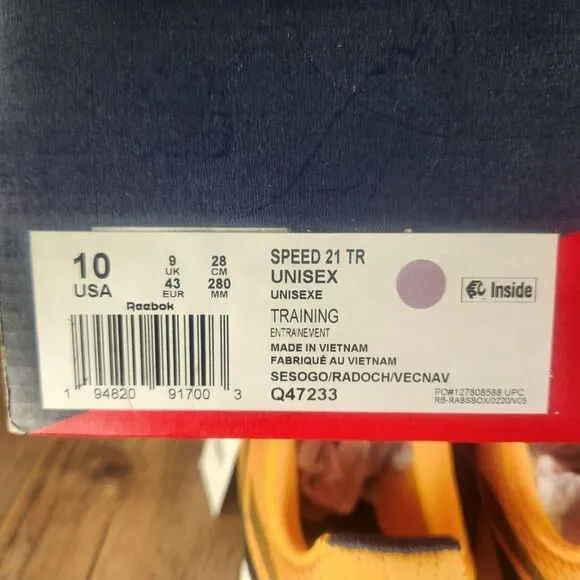 10
USA
9
UK
43
EUR
28
CM
280
MM
Reebok
1 94820 91700 3
SPEED 21 TR
UNISEX
UNISEXE
TRAINING
ENTRAINEMENT
MADE IN VIETNAM
FABRIQUÉ AU VIETNAM
SESOGO/RADOCH/VECNAV
Q47233
Inside
PO#127808588 UPC
RB-RABSBOX/0220/V05